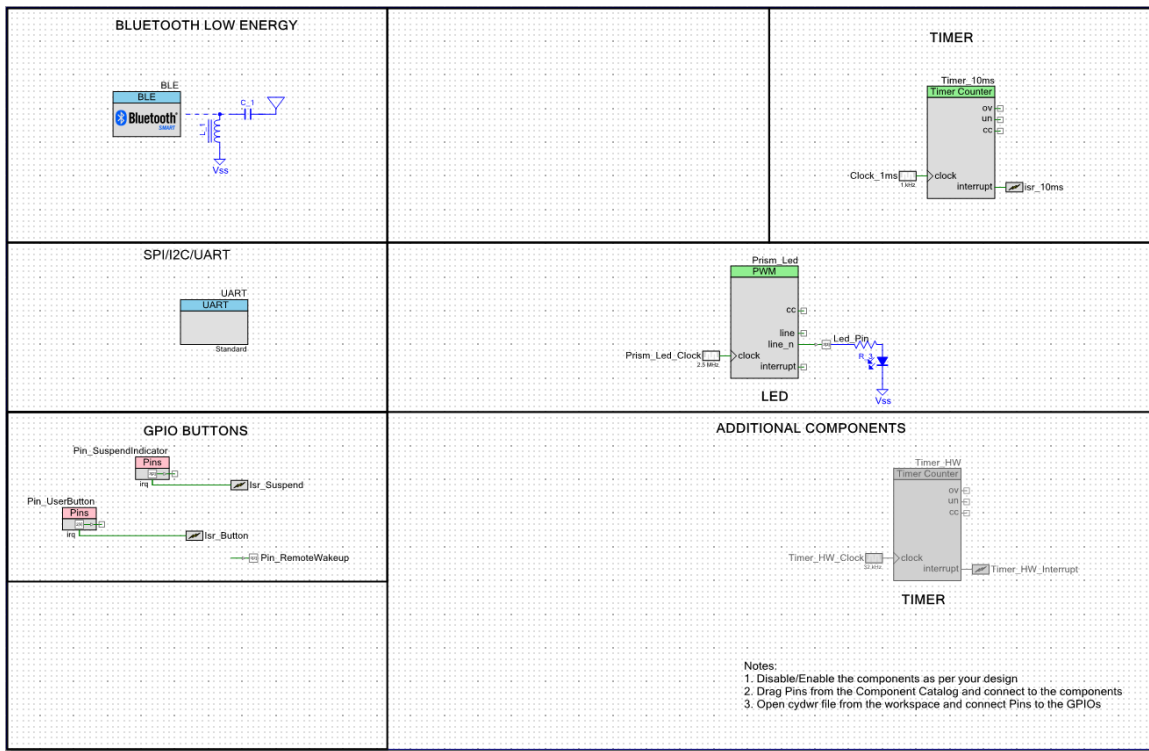 BLUETOOTH LOW ENERGY
BLE
BLE
Bluetooth
SMART
C_1
L_1
Vss
TIMER
Timer_10ms
Timer Counter
ov
un
cc
Clock_1ms
1 kHz
clock
interrupt
isr_10ms
SPI/I2C/UART
UART
UART
Standard
Prism_Led
PWM
cc
line
line_n
Led_Pin
R_3
Prism_Led_Clock
2.5 MHz
clock
interrupt
Vss
LED
GPIO BUTTONS
Pin_SuspendIndicator
Pins
irq
Isr_Suspend
Pin_UserButton
Pins
irq
Isr_Button
Pin_RemoteWakeup
ADDITIONAL COMPONENTS
Timer_HW
Timer Counter
ov
un
cc
Timer_HW_Clock
32 kHz
clock
interrupt
Timer_HW_Interrupt
TIMER
Notes:
1. Disable/Enable the components as per your design
2. Drag Pins from the Component Catalog and connect to the components
3. Open cydwr file from the workspace and connect Pins to the GPIOs